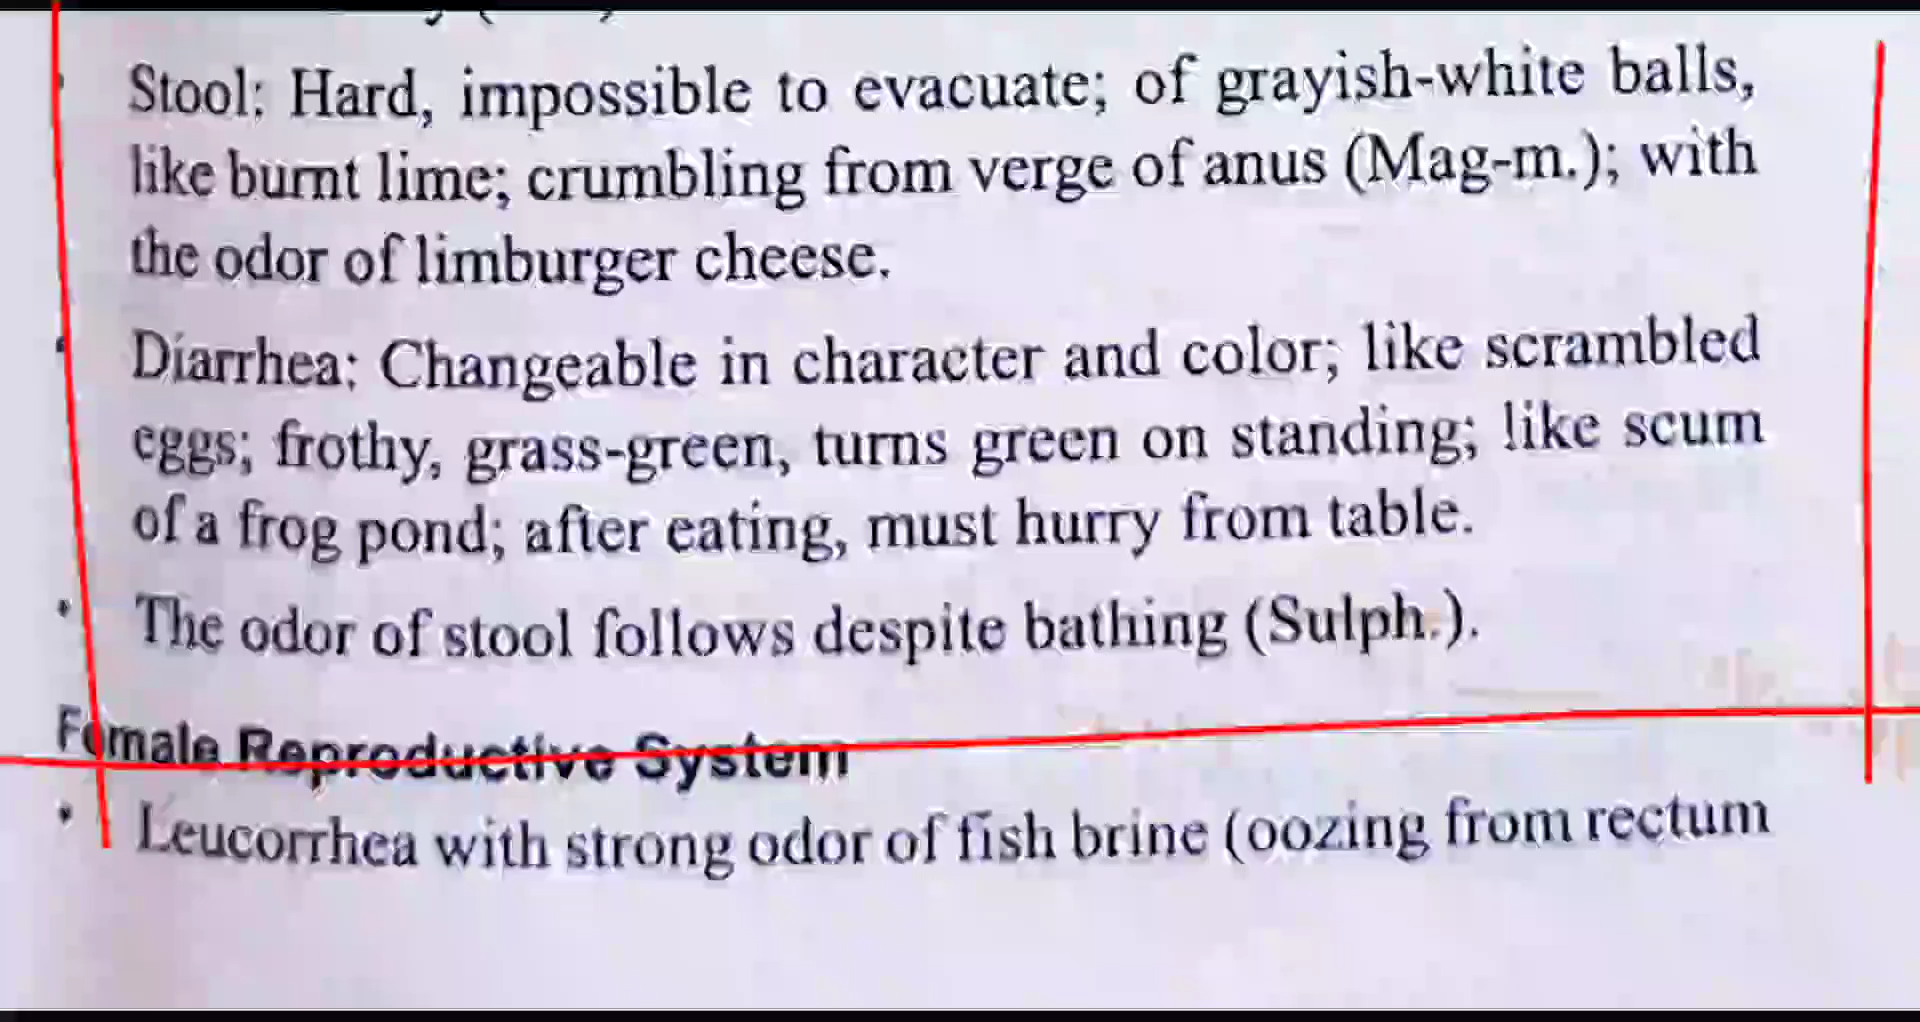 • Stool: Hard, impossible to evacuate; of grayish-white balls,
like burnt lime; crumbling from verge of anus (Mag-m.); with
the odor of limburger cheese.
• Diarrhea: Changeable in character and color; like scrambled
eggs; frothy, grass-green, turns green on standing; like scum
of a frog pond; after eating, must hurry from table.
• The odor of stool follows despite bathing (Sulph.).
Female Reproductive System
• Leucorrhea with strong odor of fish brine (oozing from rectum